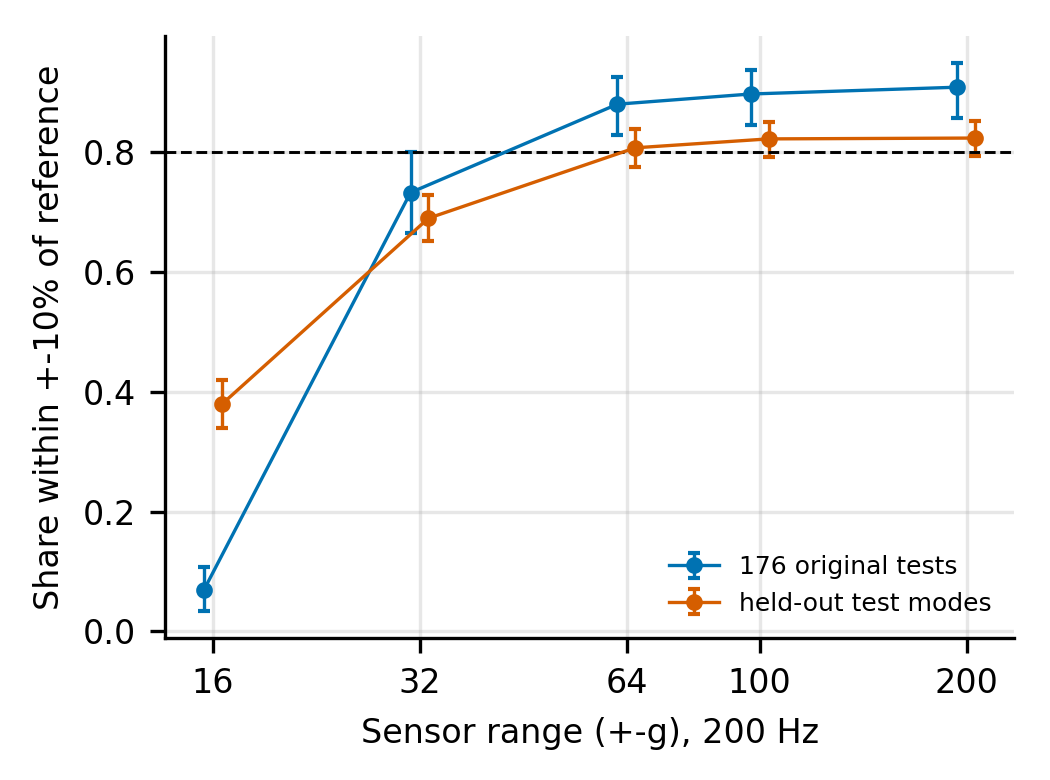 Share within +-10% of reference
0.8
0.6
0.4
0.2
0.0
176 original tests
held-out test modes
16 32 64 100 200
Sensor range (+-g), 200 Hz